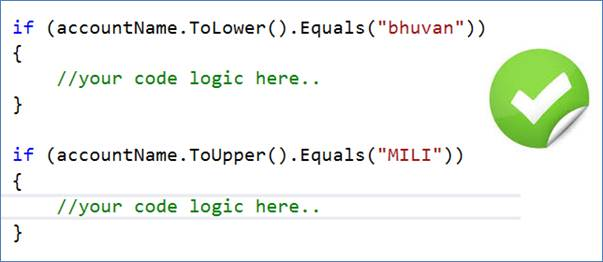 if (accountName.ToLower().Equals("bhuvan"))
{
    //your code logic here..
}
if (accountName.ToUpper().Equals("MILI"))
{
    //your code logic here..
}